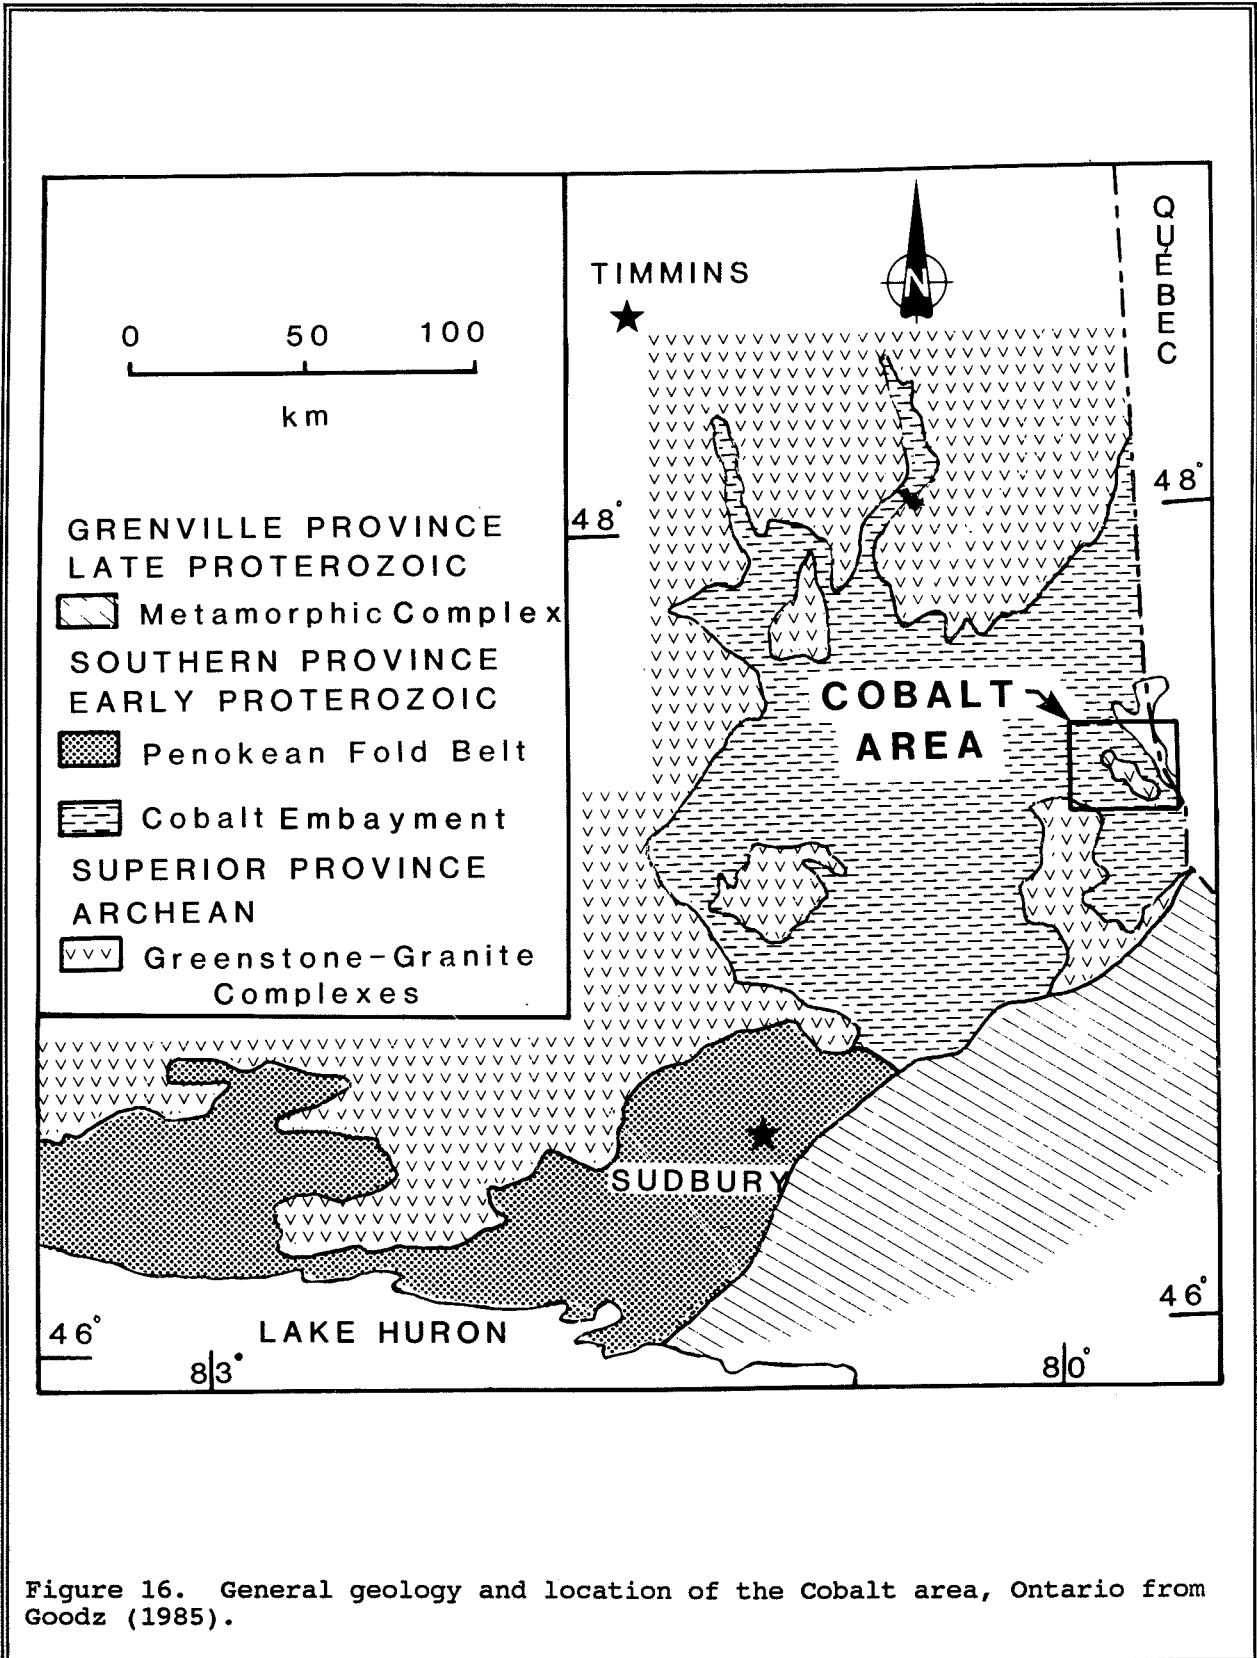 TIMMINS
N
QUEBEC
0 50 100
km
48°
48°
GRENVILLE PROVINCE
LATE PROTEROZOIC
Metamorphic Complex
SOUTHERN PROVINCE
EARLY PROTEROZOIC
Penokean Fold Belt
Cobalt Embayment
SUPERIOR PROVINCE
ARCHEAN
Greenstone-Granite
Complexes
COBALT
AREA
SUDBURY
LAKE HURON
46°
46°
83°
80°
Figure 16. General geology and location of the Cobalt area, Ontario from
Goodz (1985).